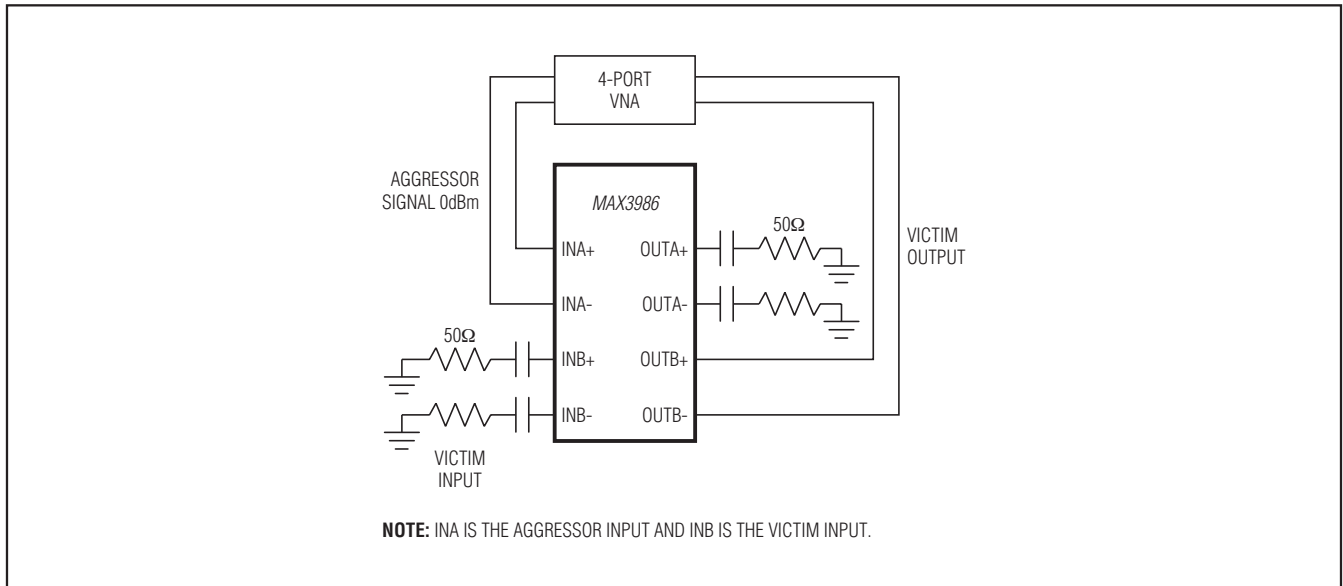 4-PORT
VNA
AGGRESSOR
SIGNAL 0dBm
MAX3986
INA+
OUTA+
50Ω
VICTIM
OUTPUT
INA-
OUTA-
50Ω
INB+
OUTB+
INB-
OUTB-
VICTIM
INPUT
NOTE: INA IS THE AGGRESSOR INPUT AND INB IS THE VICTIM INPUT.